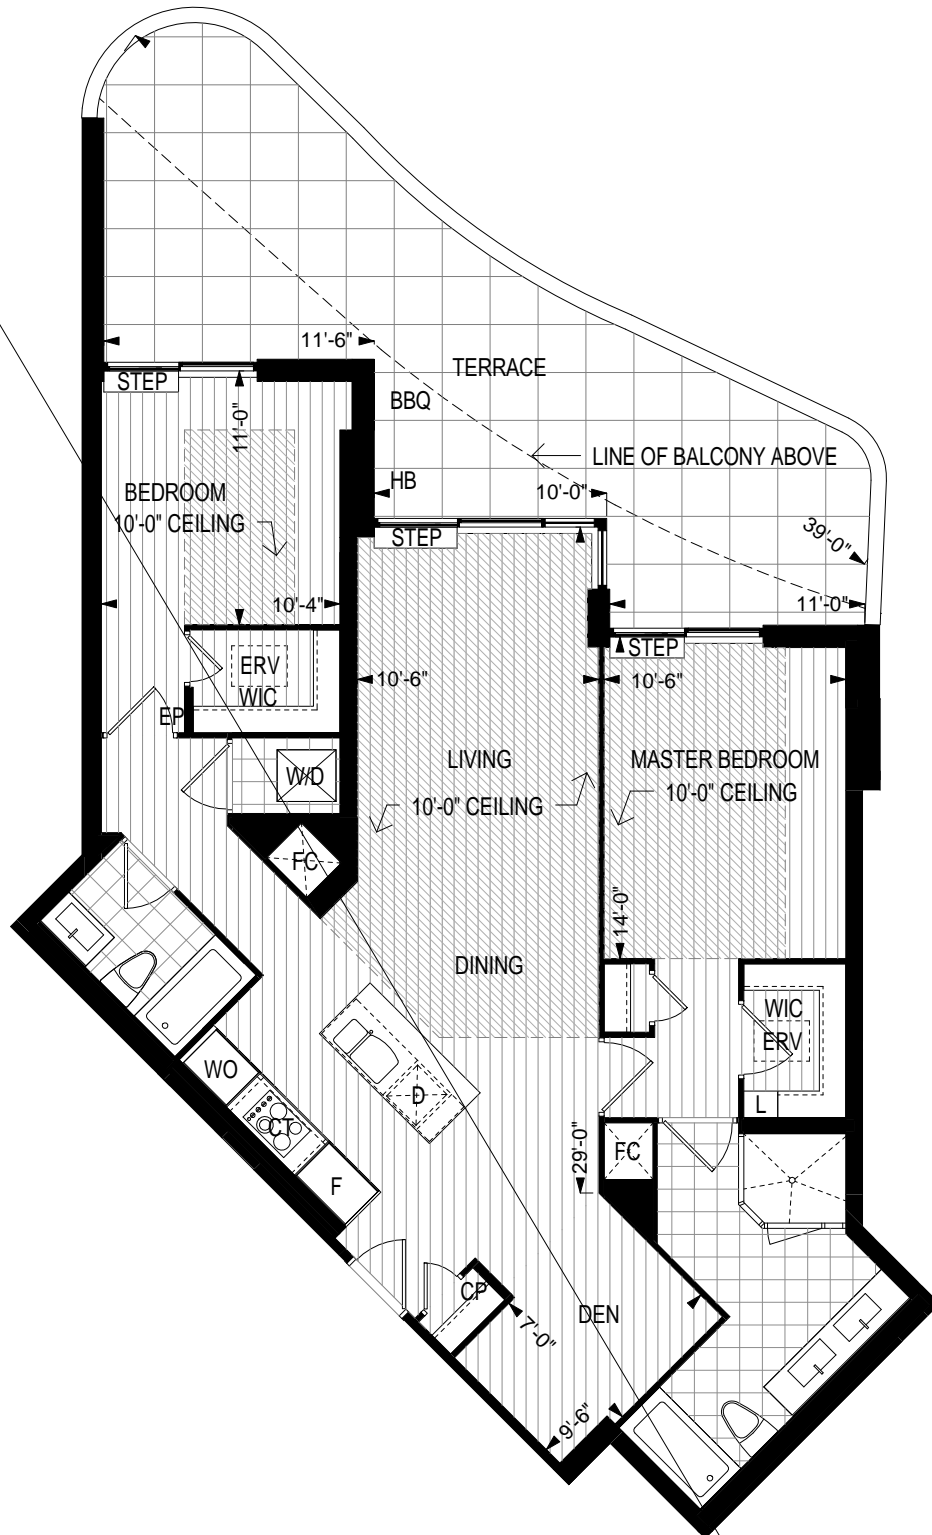 11'-6"
TERRACE
STEP
BBQ
11'-0"
LINE OF BALCONY ABOVE
HB
BEDROOM
10'-0" CEILING
10'-0"
STEP
39'-0"
10'-4"
11'-0"
STEP
ERV
WIC
10'-6"
10'-6"
EP
LIVING
10'-0" CEILING
MASTER BEDROOM
10'-0" CEILING
W/D
FC
14'-0"
DINING
WIC
ERV
WO
D
L
CT
F
29'-0"
FC
CP
7'-0"
DEN
9'-6"